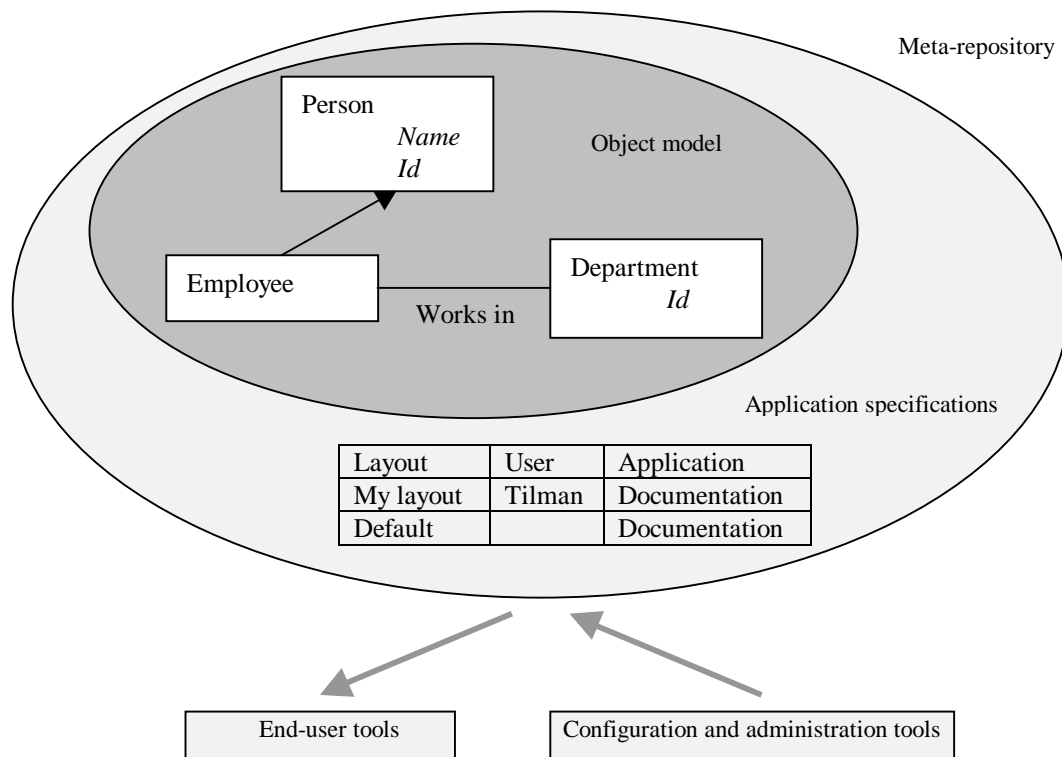 Meta-repository
Person
Name
Id
Object model
Employee
Department
Id
Works in
Application specifications
Layout User Application
My layout Tilman Documentation
Default Documentation
End-user tools
Configuration and administration tools